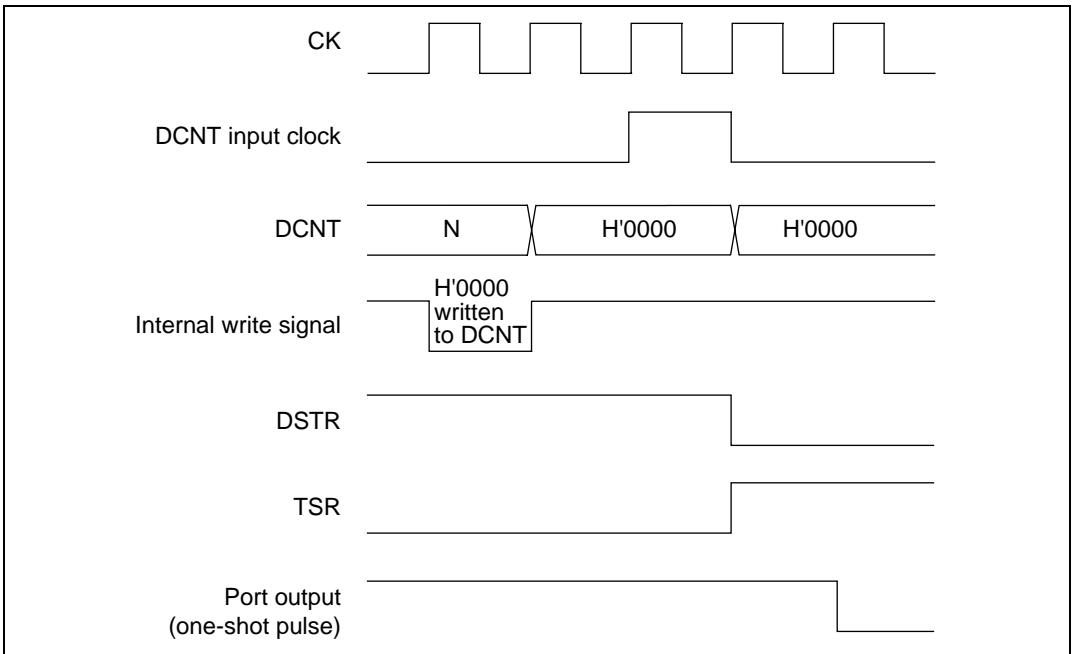 CK
DCNT input clock
DCNT
N
H'0000
H'0000
Internal write signal
H'0000
written
to DCNT
DSTR
TSR
Port output
(one-shot pulse)